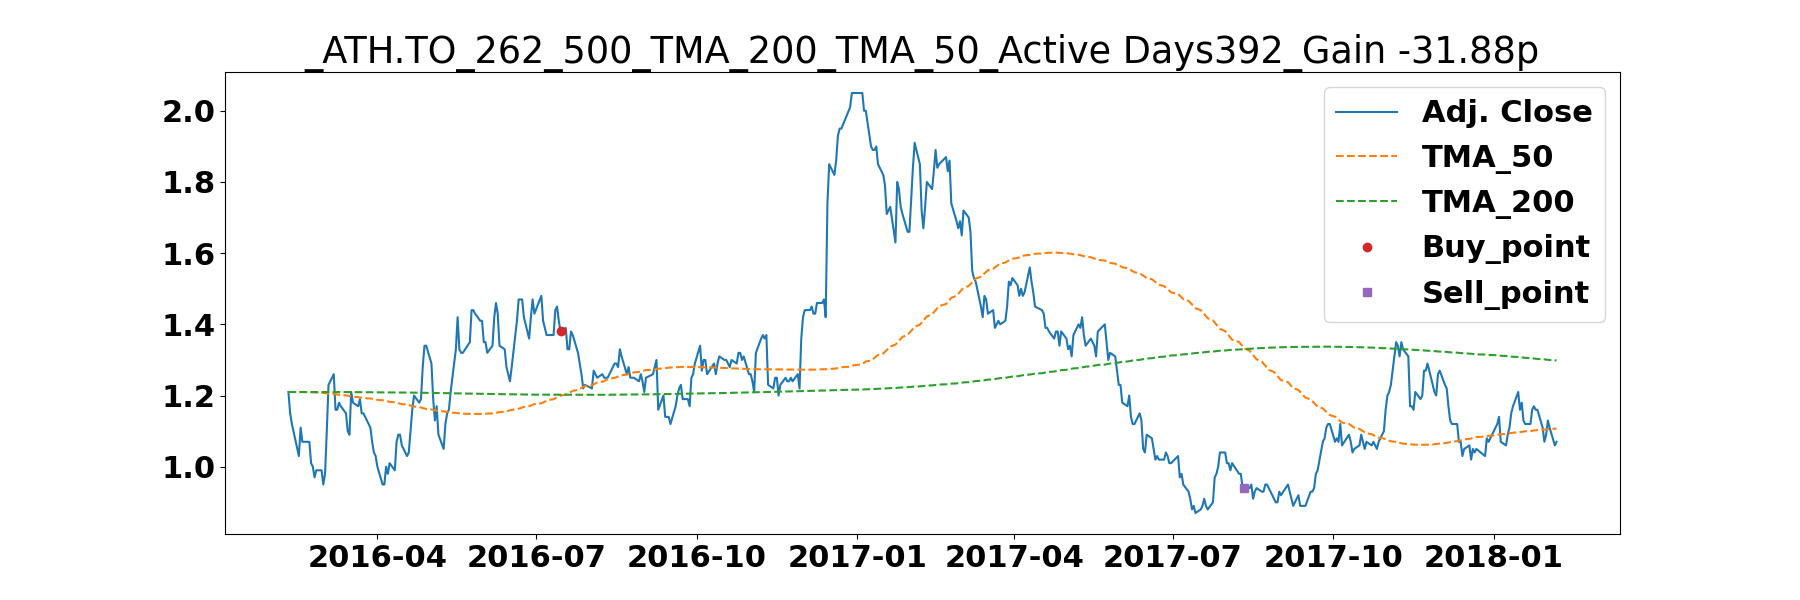 _ATH.TO_262_500_TMA_200_TMA_50_Active Days392_Gain -31.88p
2.0
1.8
1.6
1.4
1.2
1.0
Adj. Close
TMA_50
TMA_200
Buy_point
Sell_point
2016-04 2016-07 2016-10 2017-01 2017-04 2017-07 2017-10 2018-01